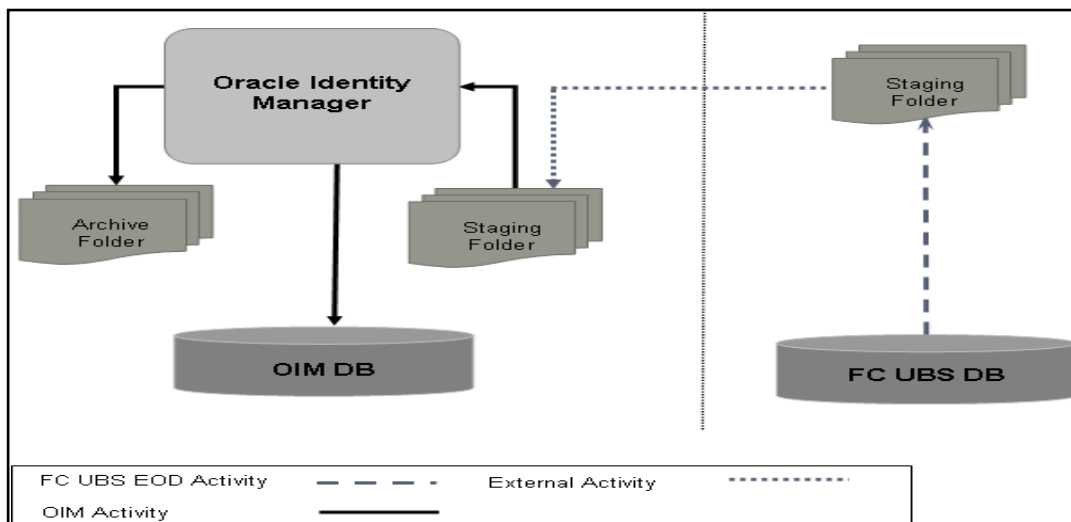 Oracle Identity
Manager
Staging
Folder
Archive
Folder
Staging
Folder
OIM DB
FC UBS DB
FC UBS EOD Activity
External Activity
OIM Activity